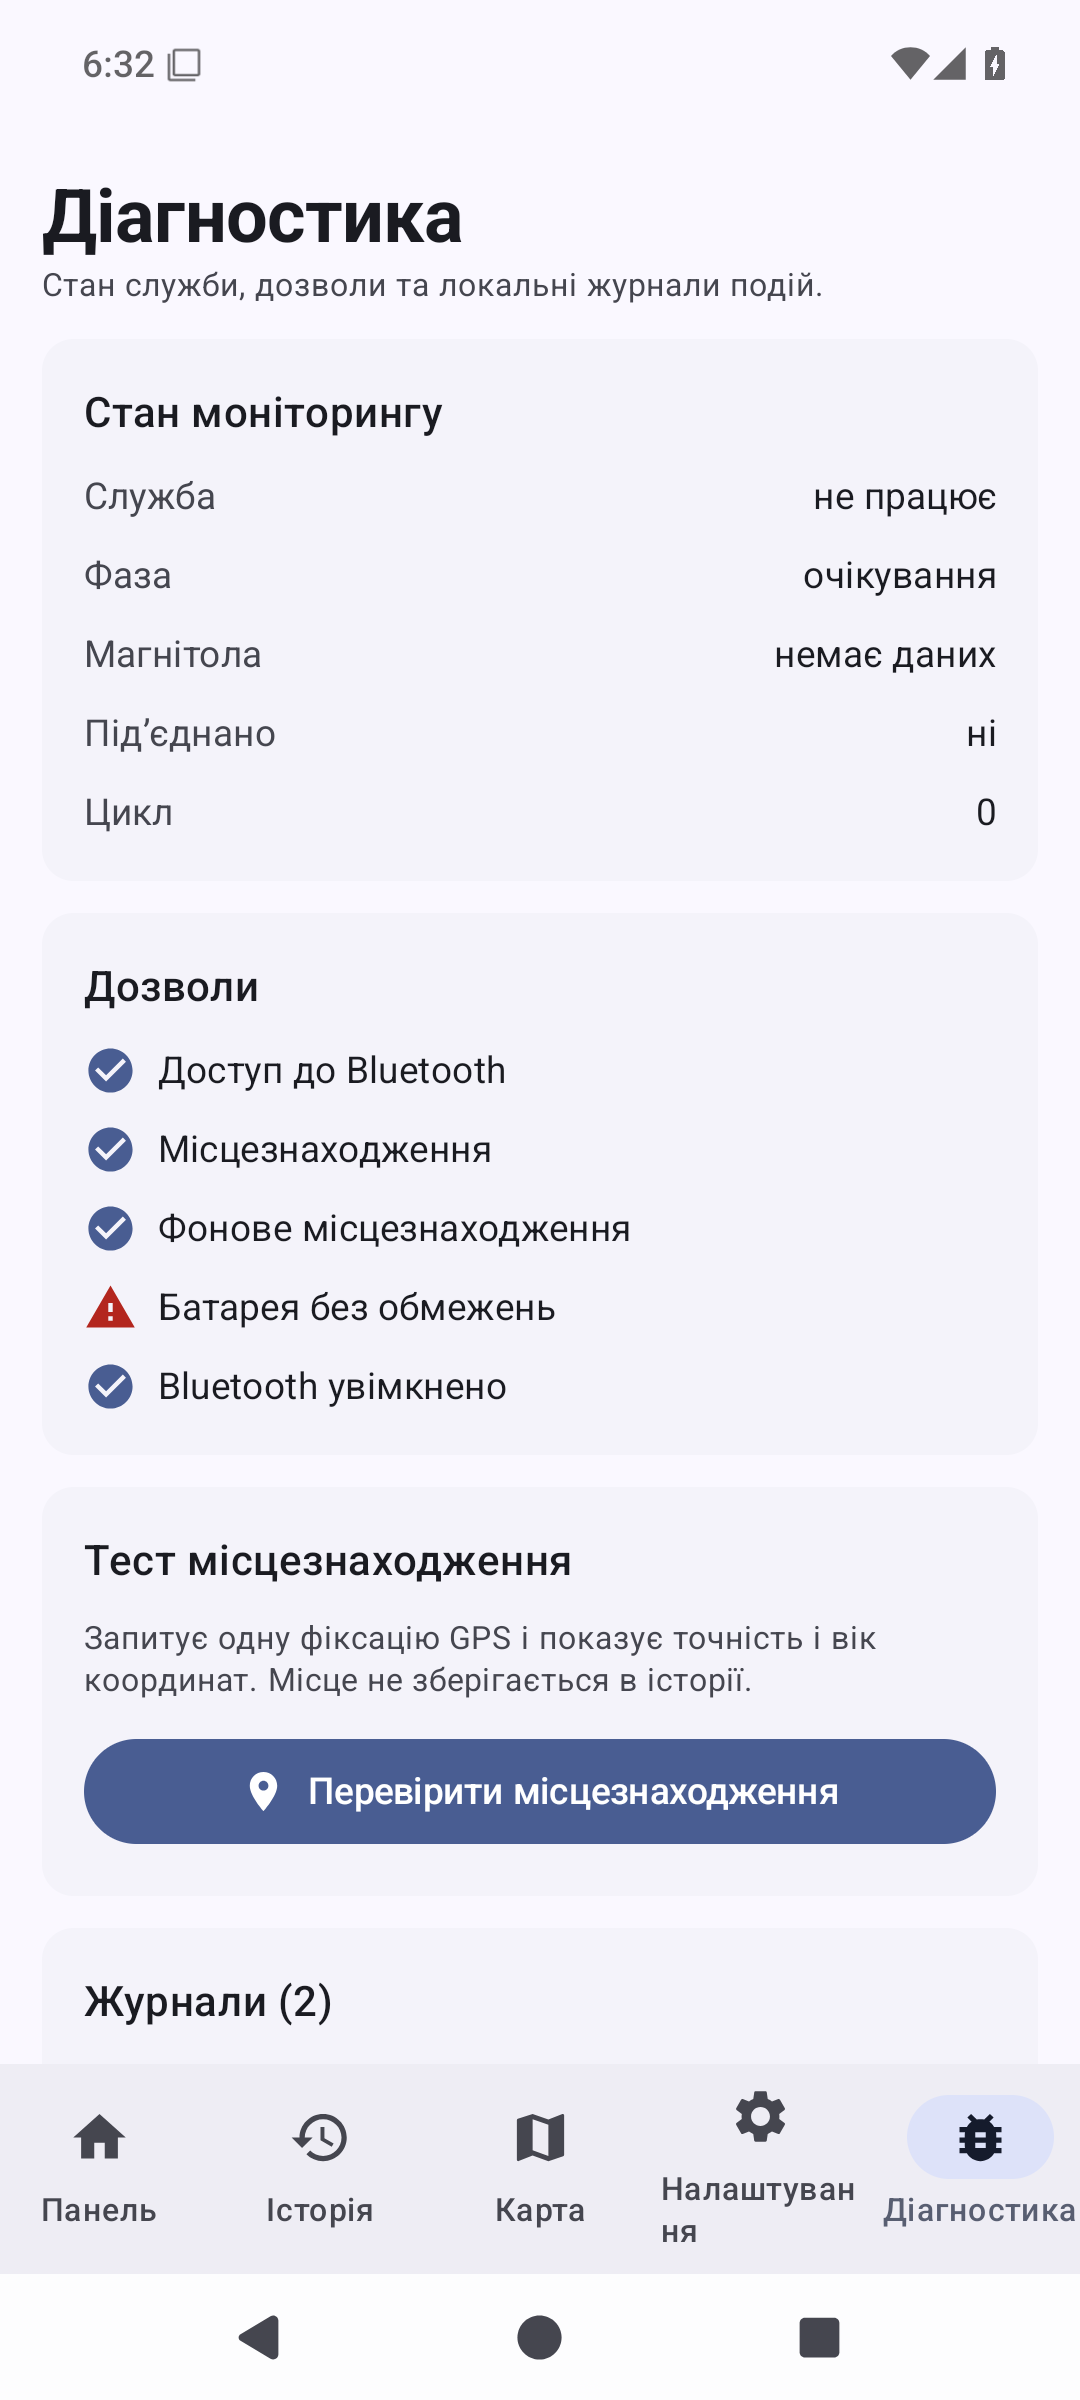 6:32
Діагностика
Стан служби, дозволи та локальні журнали подій.
Стан моніторингу
Служба не працює
Фаза очікування
Магнітола немає даних
Під’єднано ні
Цикл 0
Дозволи
Доступ до Bluetooth
Місцезнаходження
Фонове місцезнаходження
Батарея без обмежень
Bluetooth увімкнено
Тест місцезнаходження
Запитує одну фіксацію GPS і показує точність і вік
координат. Місце не зберігається в історії.
Перевірити місцезнаходження
Журнали (2)
Панель
Історія
Карта
Налаштуван
ня
Діагностика